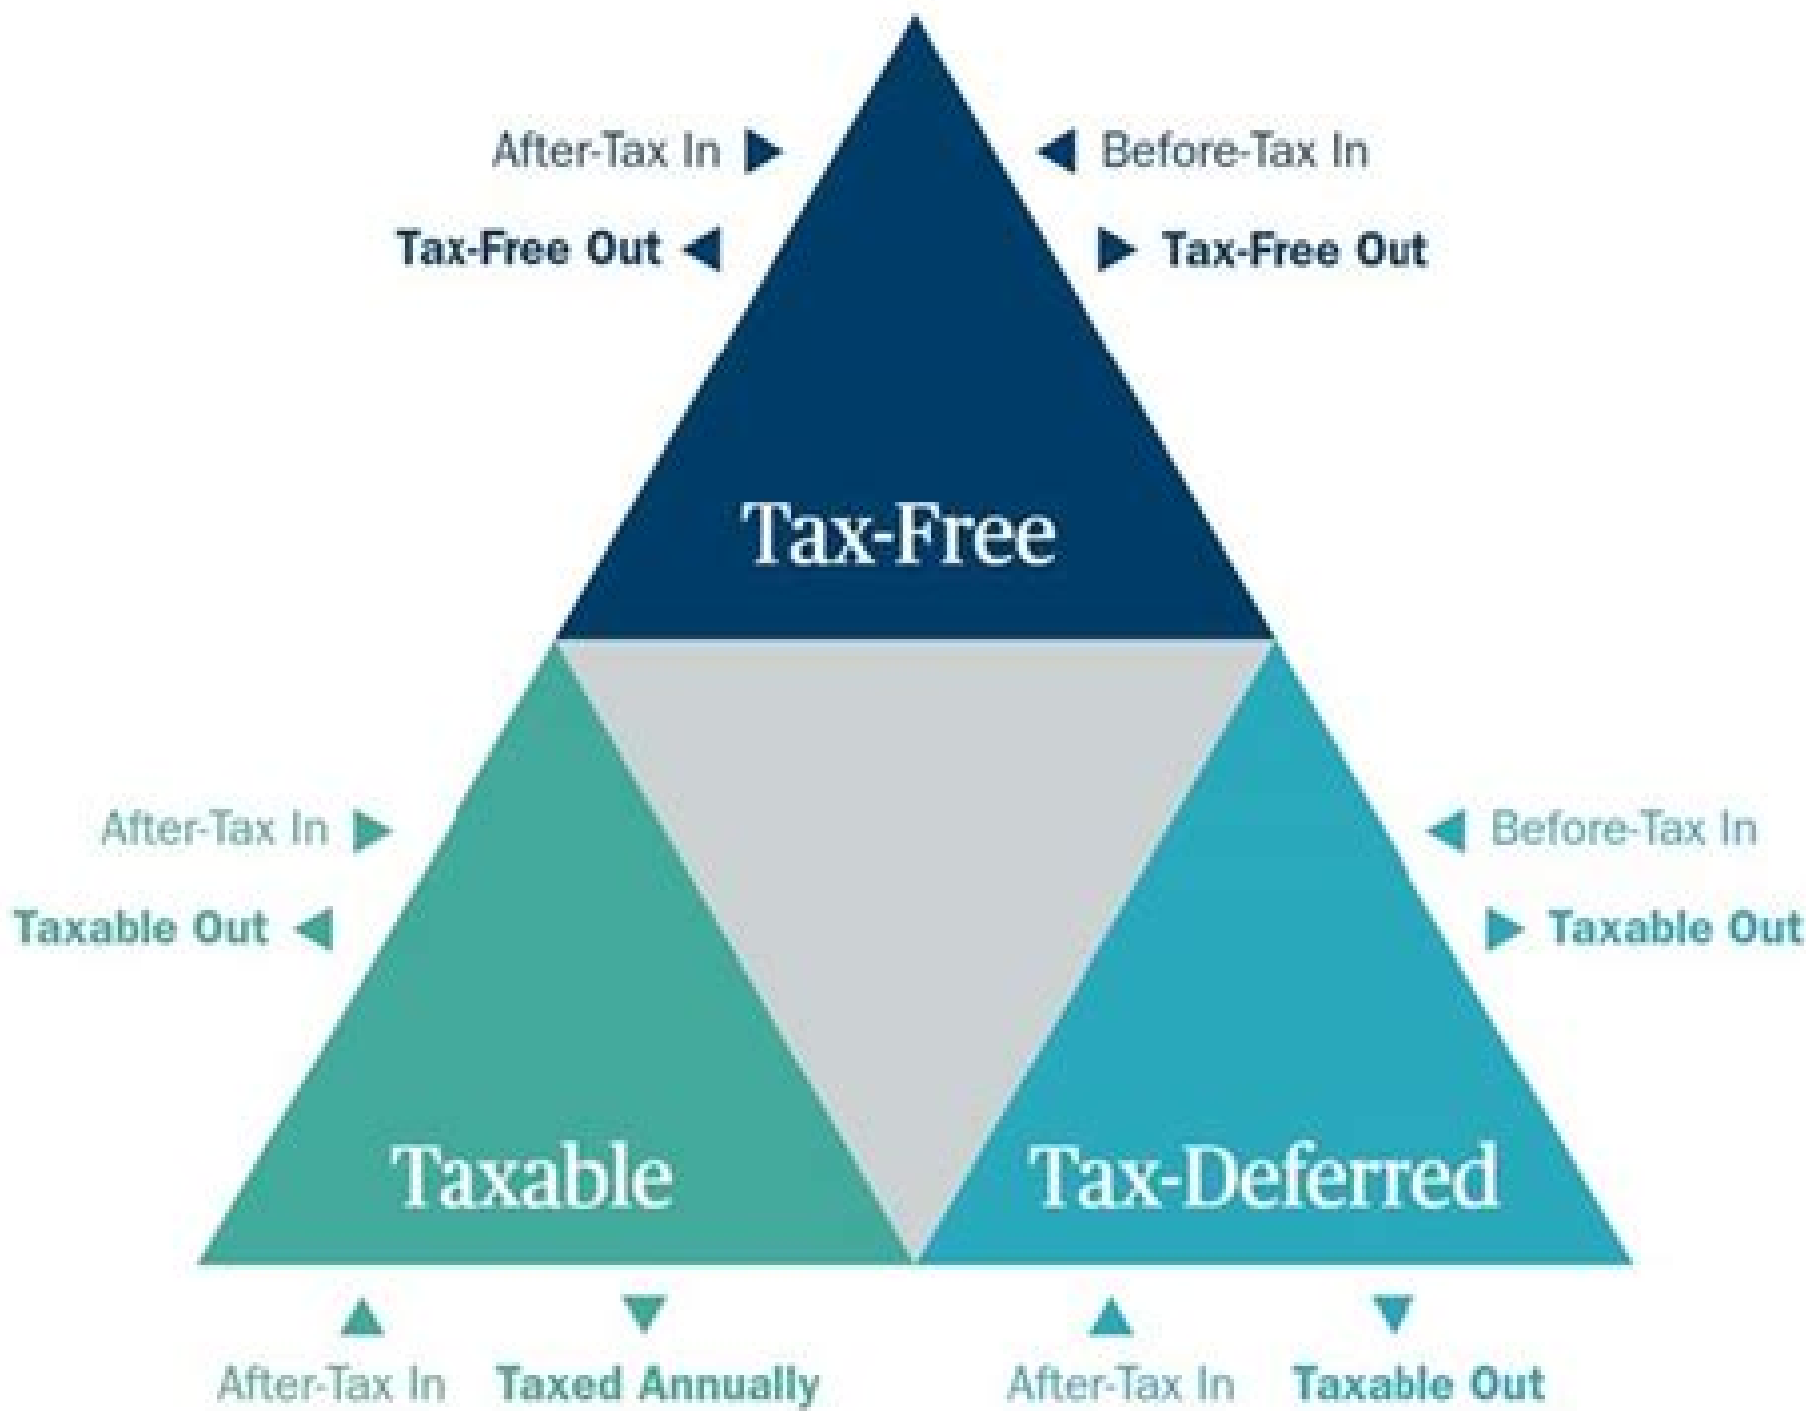 After-Tax In
Before-Tax In
Tax-Free Out
Tax-Free Out
Tax-Free
After-Tax In
Before-Tax In
Taxable Out
Taxable Out
Taxable
Tax-Deferred
After-Tax In
Taxed Annually
After-Tax In
Taxable Out